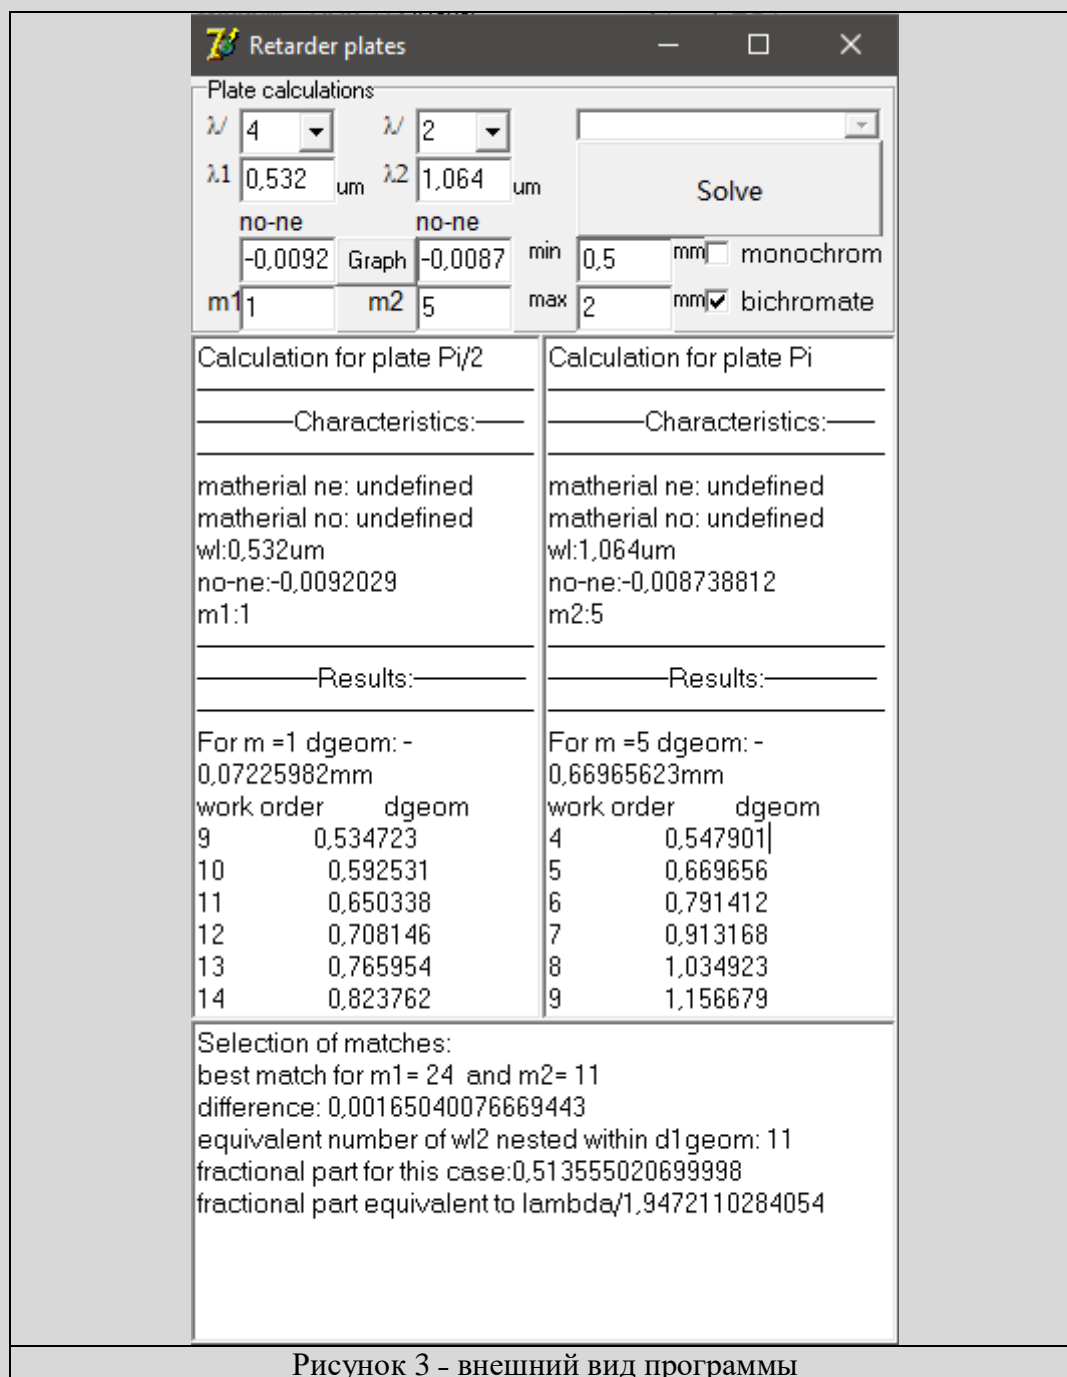 Retarder plates
Plate calculations
λ/ 4 λ/ 2
λ1 0,532 um λ2 1,064 um
Solve
no-ne no-ne
-0,0092 Graph -0,0087 min 0,5 mm monochrom
m1 1 m2 5 max 2 mm bichromate
Calculation for plate Pi/2
Characteristics:
matherial ne: undefined
matherial no: undefined
wl:0,532um
no-ne:-0,0092029
m1:1
Results:
For m =1 dgeom: -
0,07225982mm
work order dgeom
9 0,534723
10 0,592531
11 0,650338
12 0,708146
13 0,765954
14 0,823762
Calculation for plate Pi
Characteristics:
matherial ne: undefined
matherial no: undefined
wl:1,064um
no-ne:-0,008738812
m2:5
Results:
For m =5 dgeom: -
0,66965623mm
work order dgeom
4 0,547901
5 0,669656
6 0,791412
7 0,913168
8 1,034923
9 1,156679
Selection of matches:
best match for m1= 24 and m2= 11
difference: 0,00165040076669443
equivalent number of wl2 nested within d1geom: 11
fractional part for this case:0,513555020699998
fractional part equivalent to lambda/1,9472110284054
Рисунок 3 - внешний вид программы